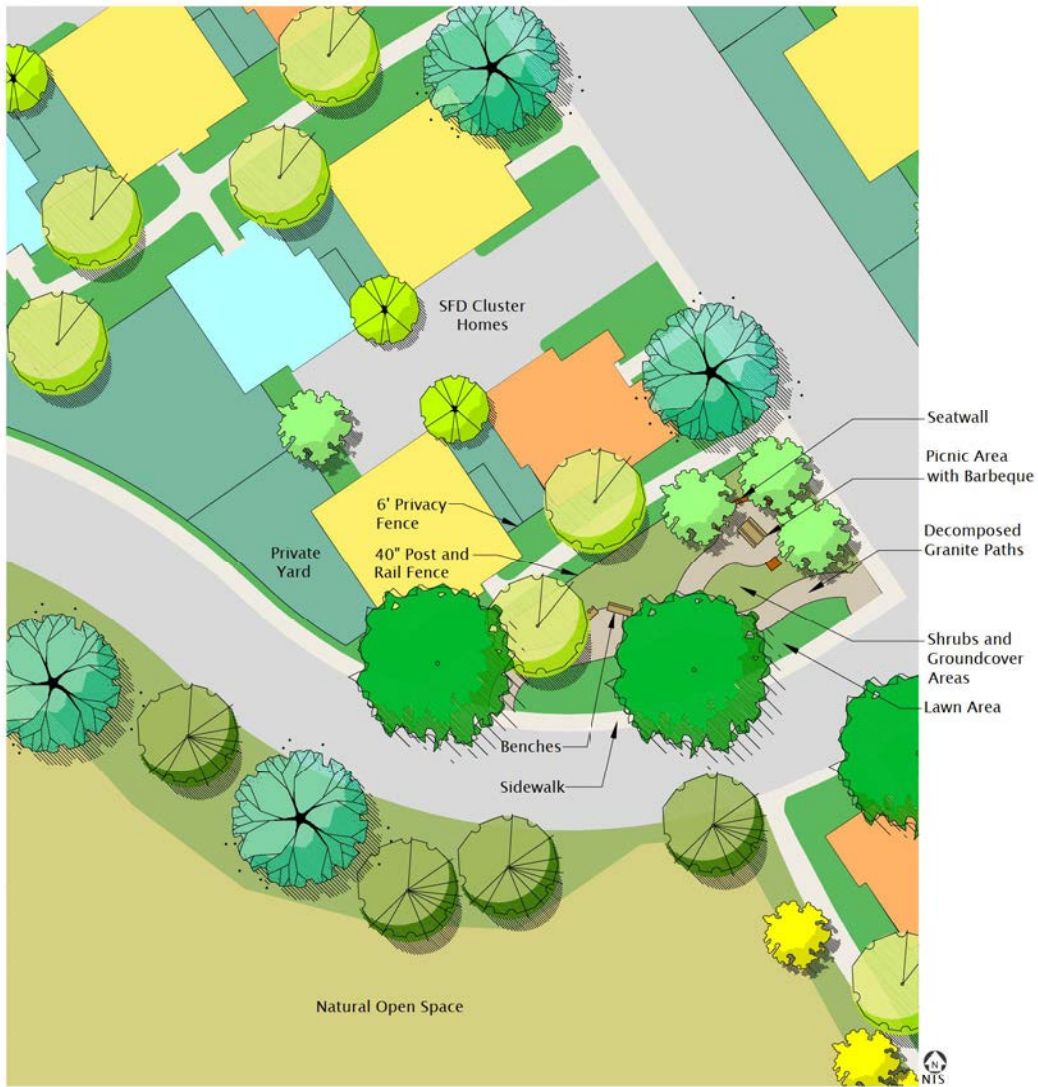 SFD Cluster
Homes
Seatwall
Picnic Area
with Barbeque
6' Privacy
Fence
Decomposed
Granite Paths
40" Post and
Rail Fence
Private
Yard
Shrubs and
Groundcover
Areas
Lawn Area
Benches
Sidewalk
Natural Open Space
N
NTS